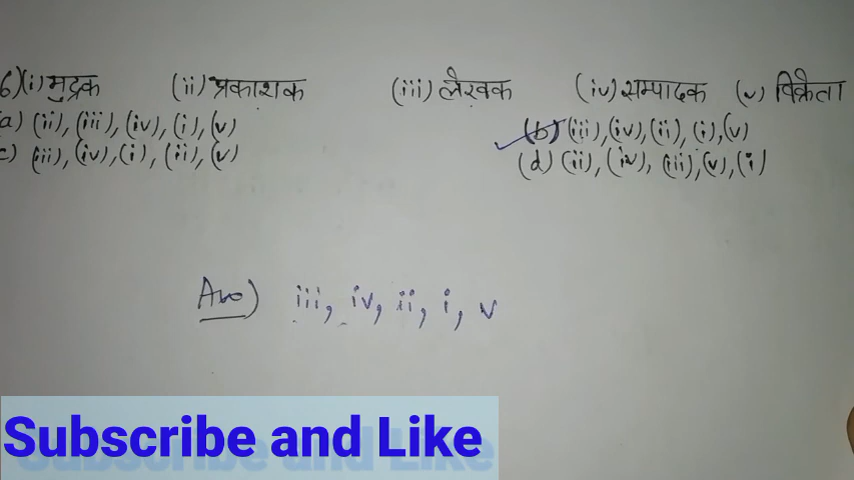 6)(i) मुद्रक (ii) प्रकाशक (iii) लेखक (iv) सम्पादक (v) विक्रेता
(a) (ii), (iii), (iv), (i), (v) (b) (iii), (iv), (ii), (i), (v)
c) (iii), (iv), (i), (ii), (v) (d) (ii), (iv), (iii), (v), (i)
Ans) iii, iv, ii, i, v
Subscribe and Like